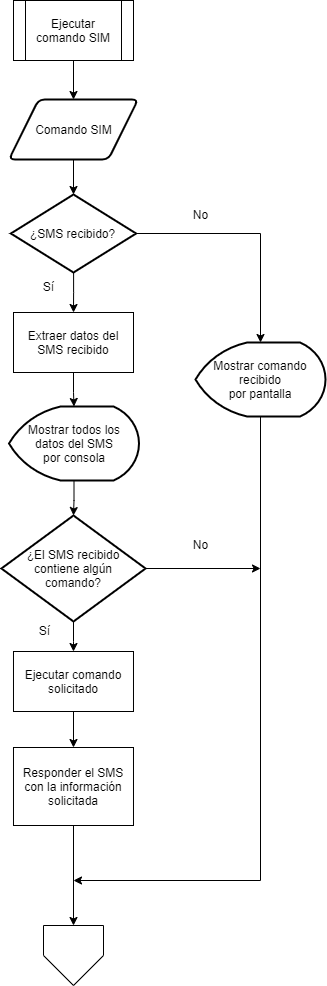 Ejecutar
comando SIM
Comando SIM
¿SMS recibido?
No
Sí
Extraer datos del
SMS recibido
Mostrar comando
recibido
por pantalla
Mostrar todos los
datos del SMS
por consola
¿El SMS recibido
contiene algún
comando?
No
Sí
Ejecutar comando
solicitado
Responder el SMS
con la información
solicitada